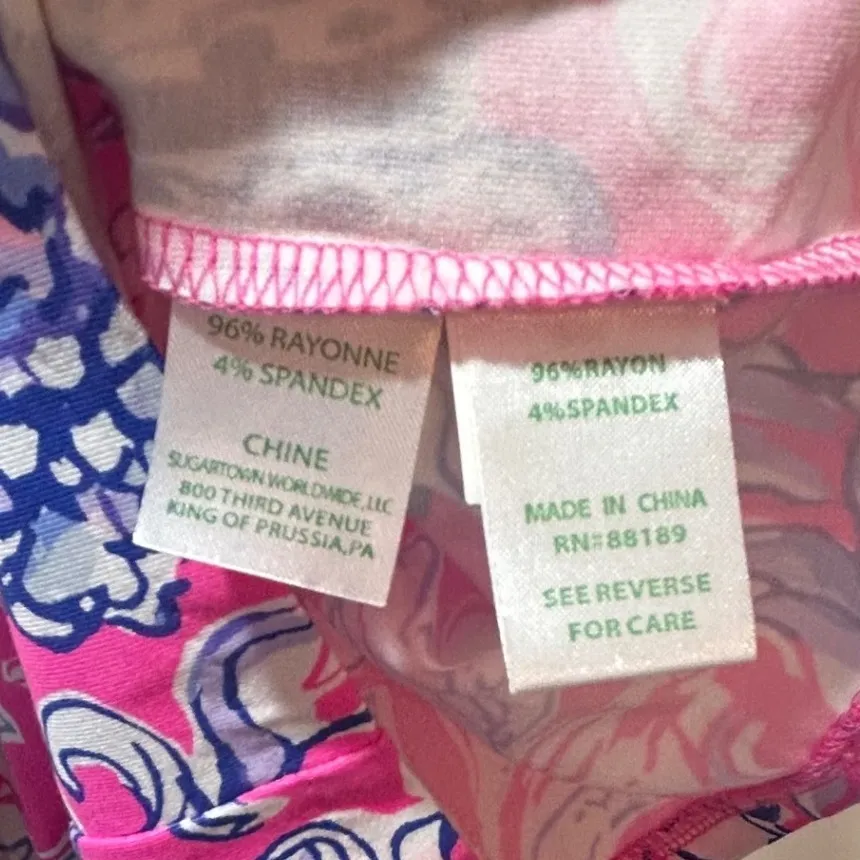 96% RAYONNE
4% SPANDEX
CHINE
SUGARTOWN WORLDWIDE, LLC
800 THIRD AVENUE
KING OF PRUSSIA,PA
96%RAYON
4%SPANDEX
MADE IN CHINA
RN#88189
SEE REVERSE
FOR CARE